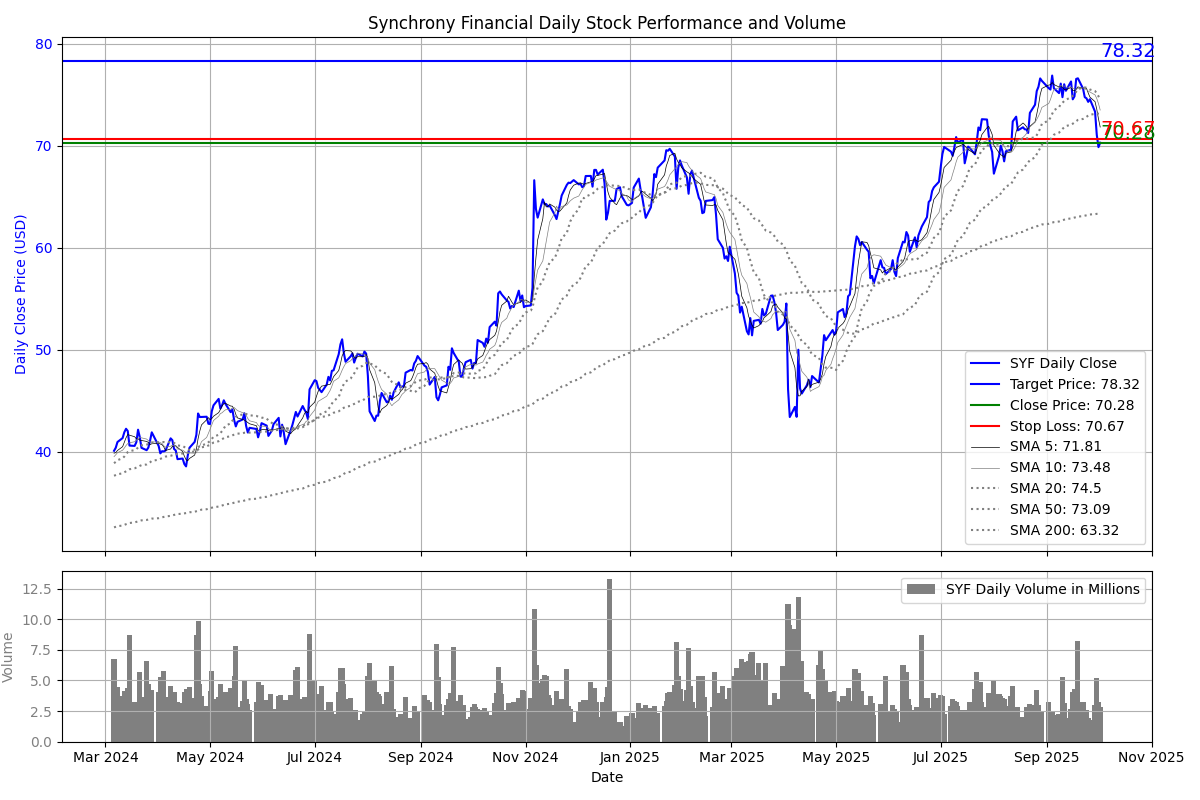 Synchrony Financial Daily Stock Performance and Volume
Daily Close Price (USD)
80
70
60
50
40
78.32
70.67
70.28
SYF Daily Close
Target Price: 78.32
Close Price: 70.28
Stop Loss: 70.67
SMA 5: 71.81
SMA 10: 73.48
SMA 20: 74.5
SMA 50: 73.09
SMA 200: 63.32
Volume
12.5
10.0
7.5
5.0
2.5
0.0
SYF Daily Volume in Millions
Mar 2024 May 2024 Jul 2024 Sep 2024 Nov 2024 Jan 2025 Mar 2025 May 2025 Jul 2025 Sep 2025 Nov 2025
Date